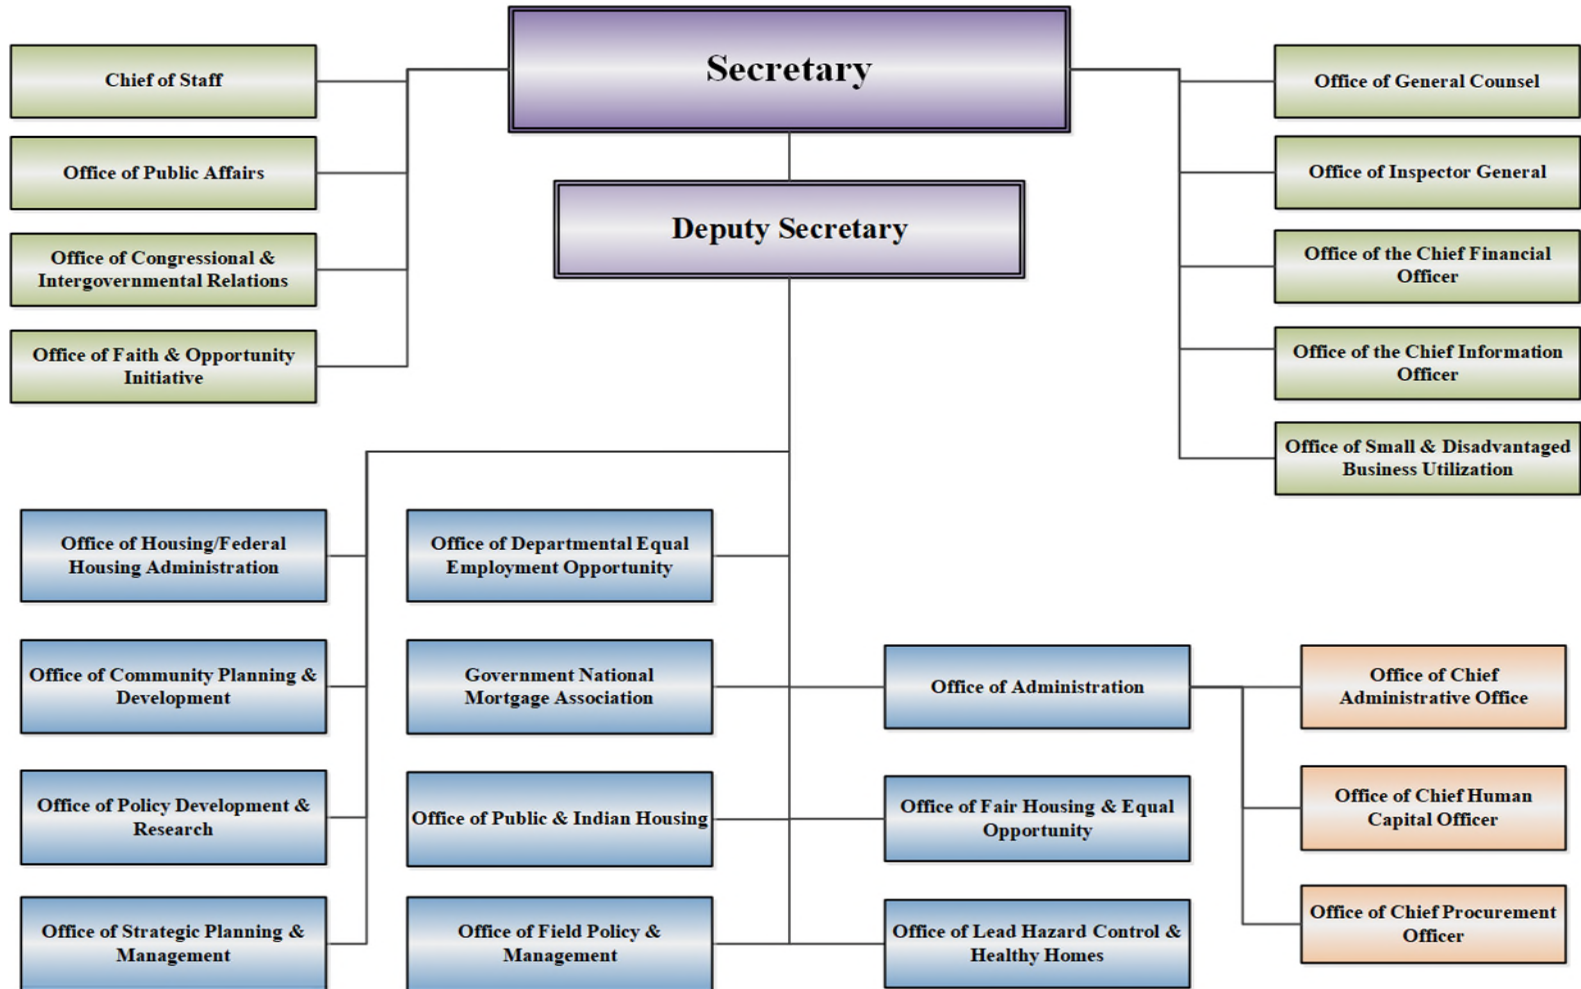 Secretary
Deputy Secretary
Chief of Staff
Office of Public Affairs
Office of Congressional &
Intergovernmental Relations
Office of Faith & Opportunity
Initiative
Office of General Counsel
Office of Inspector General
Office of the Chief Financial
Officer
Office of the Chief Information
Officer
Office of Small & Disadvantaged
Business Utilization
Office of Housing/Federal
Housing Administration
Office of Community Planning &
Development
Office of Policy Development &
Research
Office of Strategic Planning &
Management
Office of Departmental Equal
Employment Opportunity
Government National
Mortgage Association
Office of Public & Indian Housing
Office of Field Policy &
Management
Office of Administration
Office of Fair Housing & Equal
Opportunity
Office of Lead Hazard Control &
Healthy Homes
Office of Chief
Administrative Office
Office of Chief Human
Capital Officer
Office of Chief Procurement
Officer